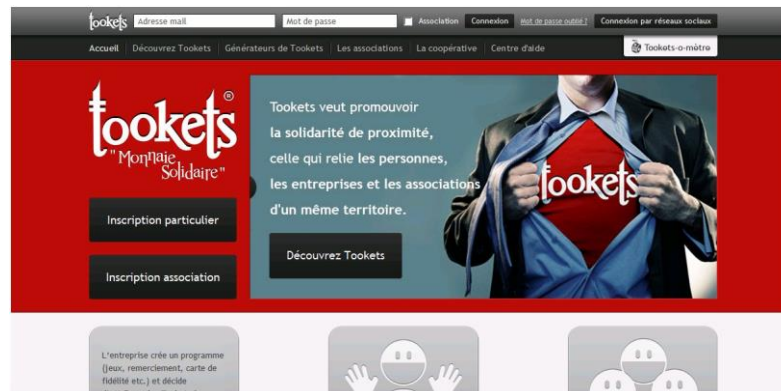 tookets Adresse mail Mot de passe Association Connexion Mot de passe oublié ? Connexion par réseaux sociaux
Accueil Découvrez Tookets Générateurs de Tookets Les associations La coopérative Centre d'aide Tookets-o-mètre
tookets®
"Monnaie
Solidaire"
Inscription particulier
Inscription association
Tookets veut promouvoir
la solidarité de proximité,
celle qui relie les personnes,
les entreprises et les associations
d'un même territoire.
Découvrez Tookets
tookets
L'entreprise crée un programme
(jeux, remerciement, carte de
fidélité etc.) et décide